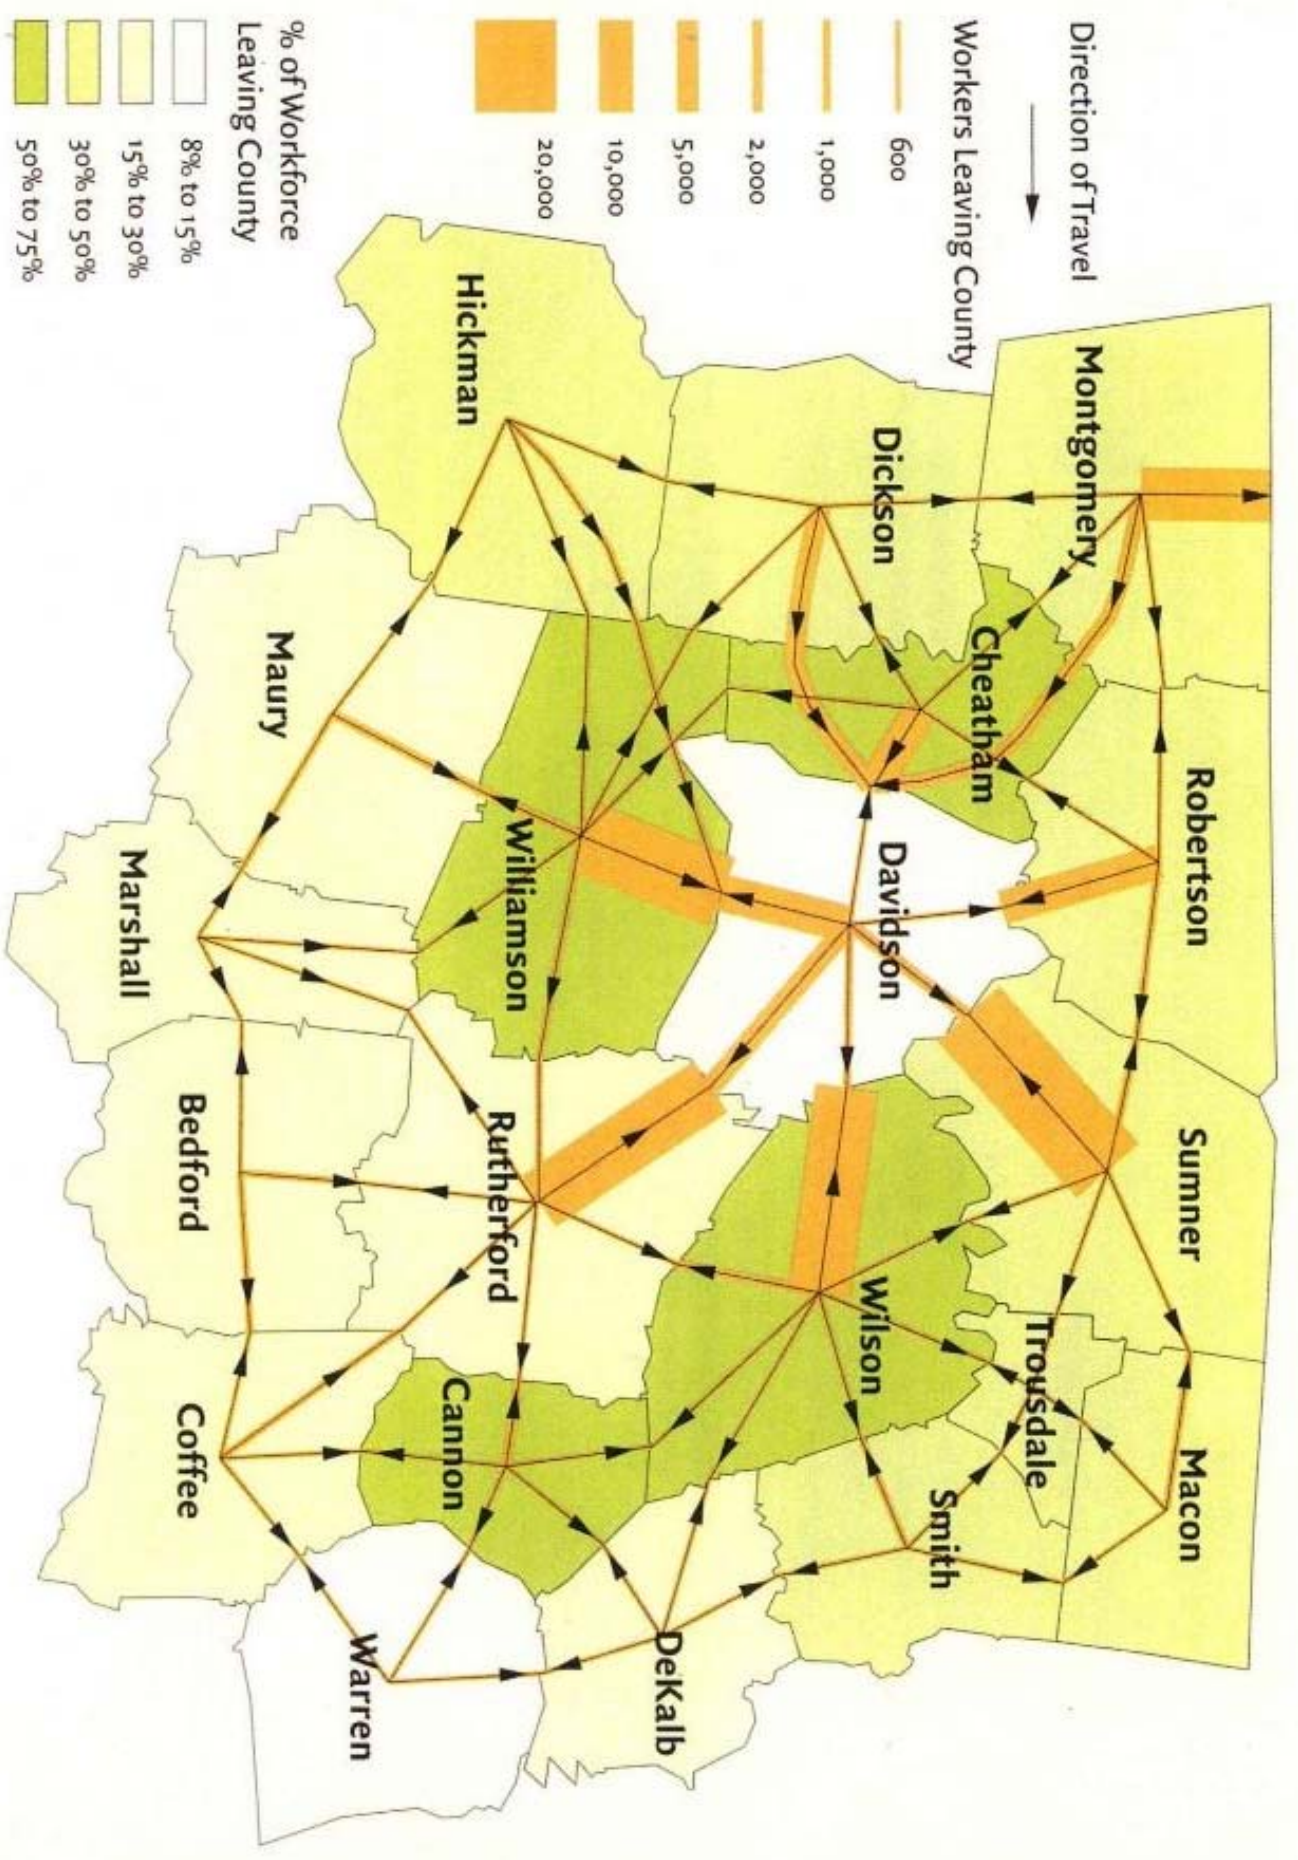 Direction of Travel
Workers Leaving County
600
1,000
2,000
5,000
10,000
20,000
% of Workforce
Leaving County
8% to 15%
15% to 30%
30% to 50%
50% to 75%
Montgomery
Robertson
Sumner
Macon
Trousdale
Cheatham
Dickson
Davidson
Wilson
Smith
Hickman
Williamson
Rutherford
Cannon
DeKalb
Maury
Marshall
Bedford
Coffee
Warren